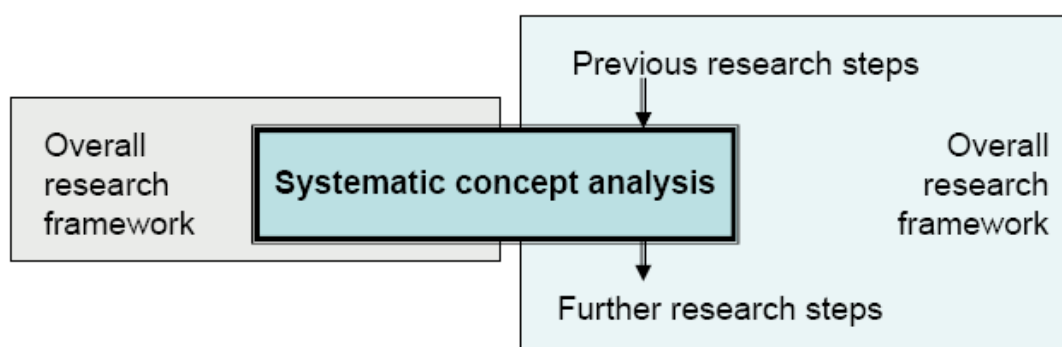 Previous research steps
Overall
research
framework
Systematic concept analysis
Overall
research
framework
Further research steps